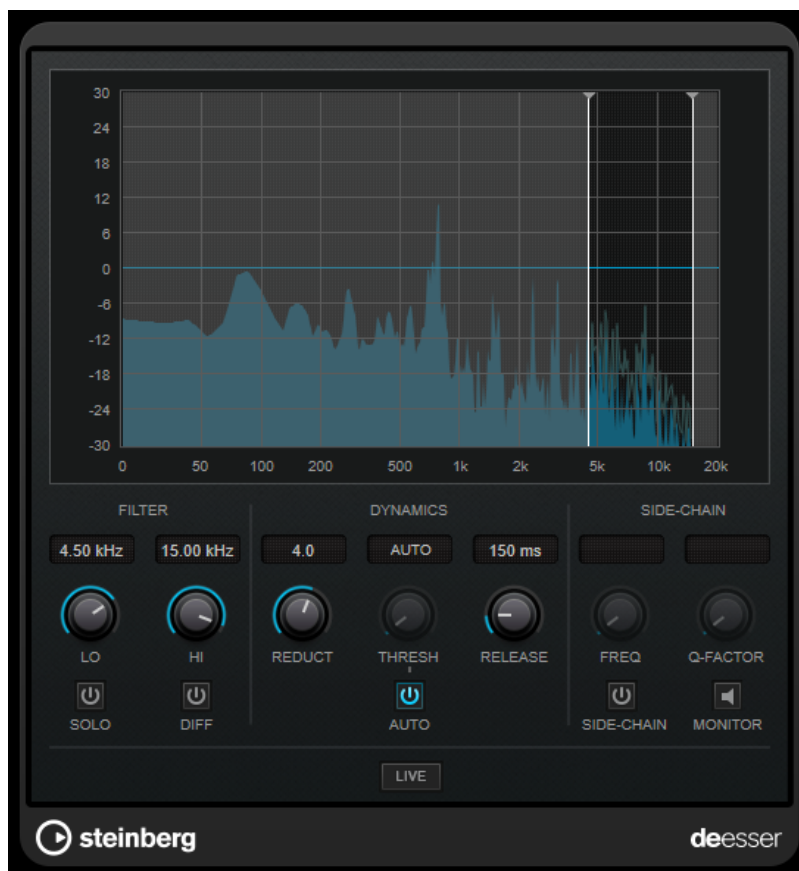 30
24
18
12
6
0
-6
-12
-18
-24
-30
0 50 100 200 500 1k 2k 5k 10k 20k
FILTER DYNAMICS SIDE-CHAIN
4.50 kHz 15.00 kHz 4.0 AUTO 150 ms
LO HI REDUCT THRESH RELEASE FREQ Q-FACTOR
SOLO DIFF AUTO SIDE-CHAIN MONITOR
LIVE
steinberg deesser